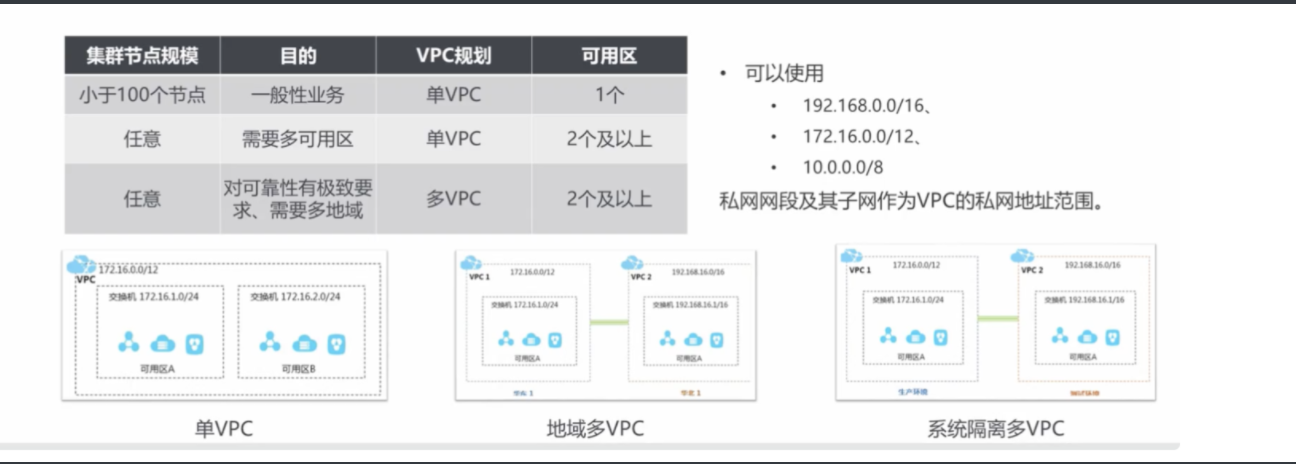 集群节点规模 目的 VPC规划 可用区
小于100个节点 一般性业务 单VPC 1个
任意 需要多可用区 单VPC 2个及以上
任意 对可靠性有极致要求、需要多地域 多VPC 2个及以上
• 可以使用
• 192.168.0.0/16、
• 172.16.0.0/12、
• 10.0.0.0/8
私网网段及其子网作为VPC的私网地址范围。
VPC 172.16.0.0/12
交换机 172.16.1.0/24
可用区A
交换机 172.16.2.0/24
可用区B
单VPC
VPC 1 172.16.0.0/12
交换机 172.16.1.0/24
可用区A
VPC 2 192.168.16.0/16
交换机 192.168.16.1/16
可用区A
地域多VPC
VPC 1 172.16.0.0/12
交换机 172.16.1.0/24
可用区A
生产环境
VPC 2 192.168.16.0/16
交换机 192.168.16.1/16
可用区A
系统隔离多VPC